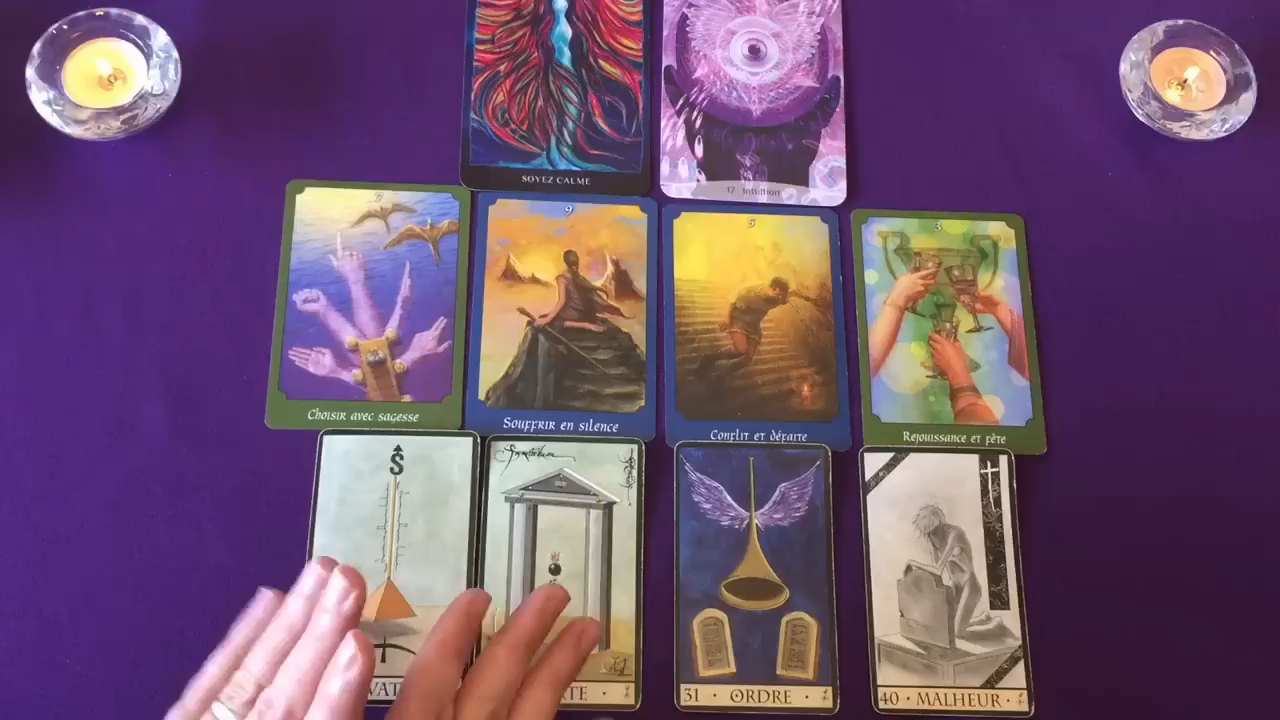 SOYEZ CALME
17 Intuition
9
5
3
Choisir avec sagesse
Souffrir en silence
Conflit et défaite
Rejouissance et fête
S
31 • ORDRE •
40 • MALHEUR •